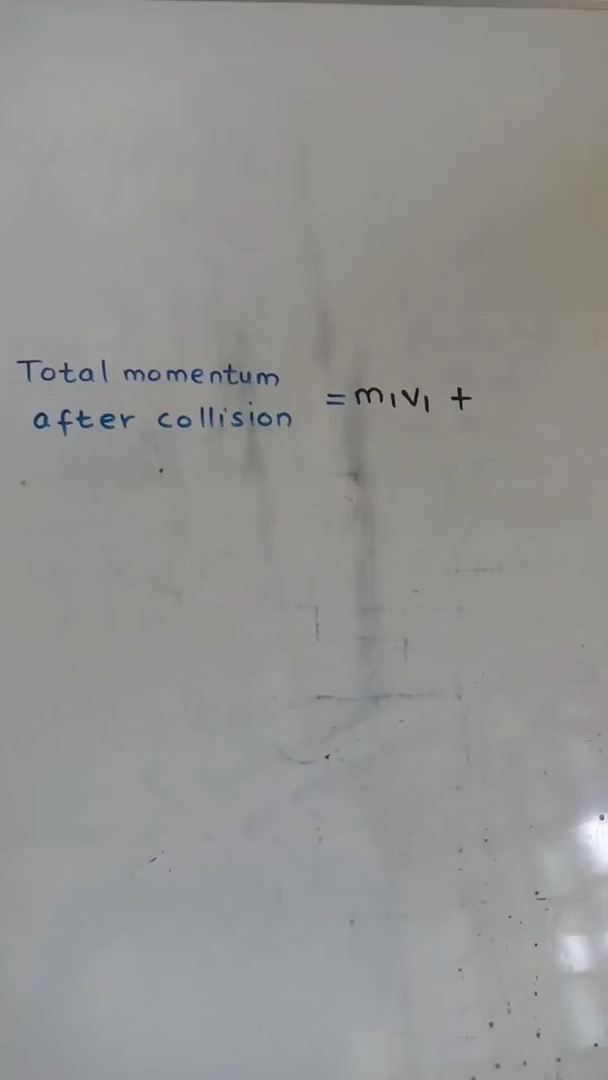 Total momentum
after collision = m₁v₁ +